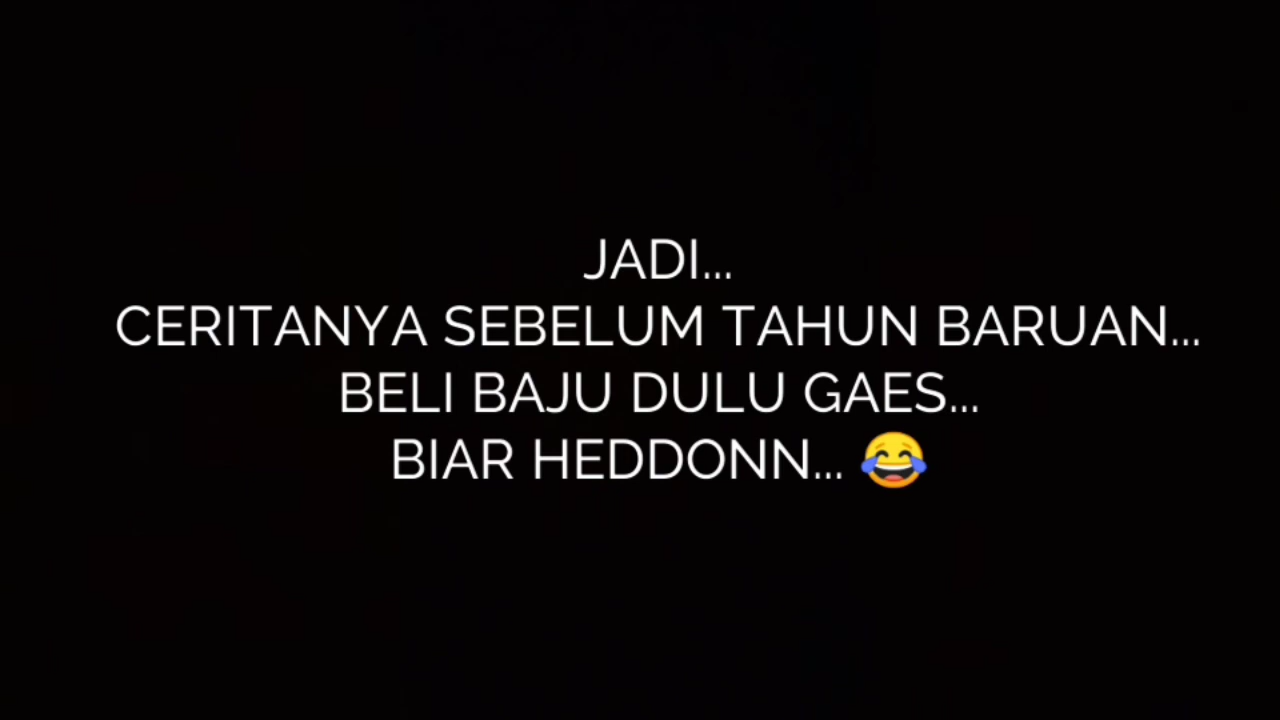 JADI...
CERITANYA SEBELUM TAHUN BARUAN...
BELI BAJU DULU GAES...
BIAR HEDDONN... 😂